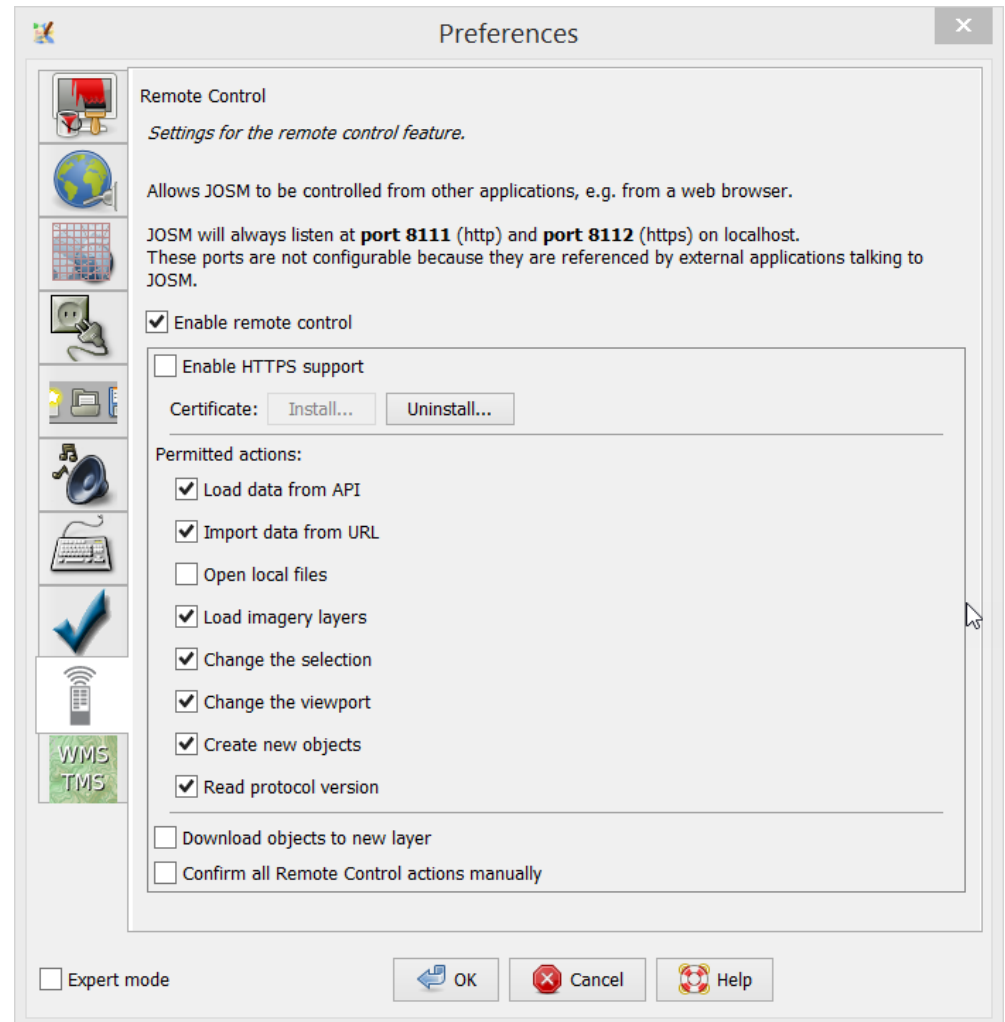 Preferences
Remote Control
Settings for the remote control feature.
Allows JOSM to be controlled from other applications, e.g. from a web browser.
JOSM will always listen at port 8111 (http) and port 8112 (https) on localhost.
These ports are not configurable because they are referenced by external applications talking to
JOSM.
Enable remote control
Enable HTTPS support
Certificate: Install... Uninstall...
Permitted actions:
Load data from API
Import data from URL
Open local files
Load imagery layers
Change the selection
Change the viewport
Create new objects
Read protocol version
WMS
TMS
Download objects to new layer
Confirm all Remote Control actions manually
Expert mode OK Cancel Help